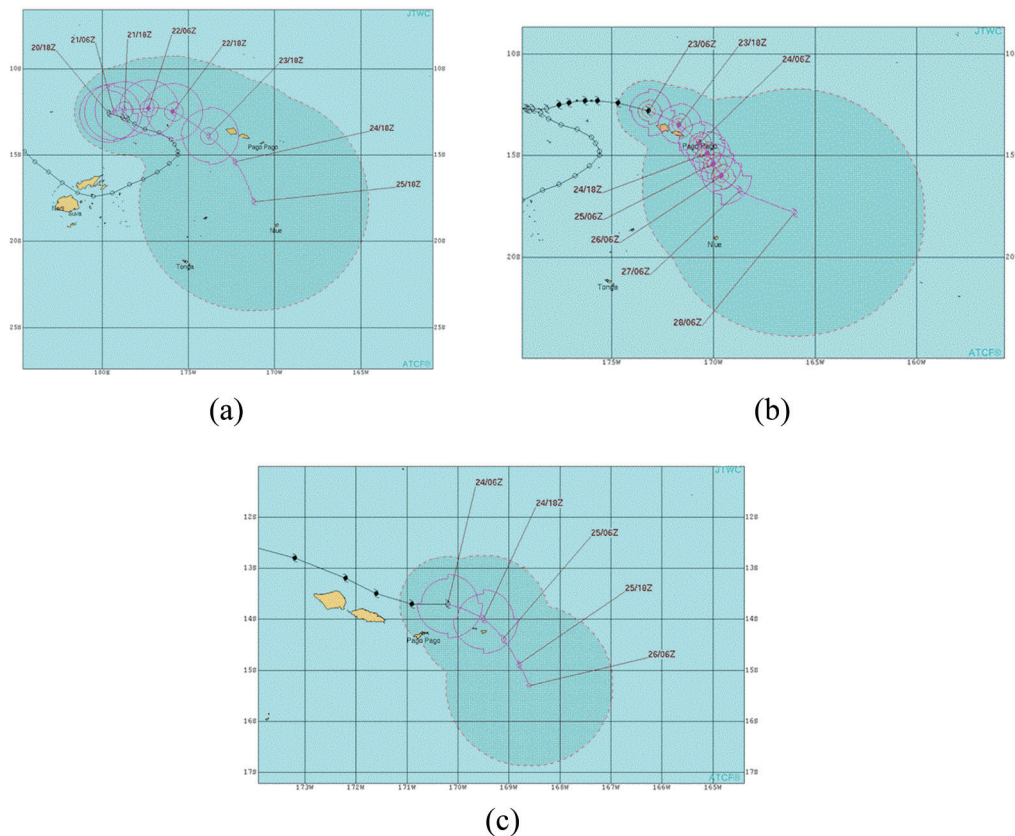 JTWC
20/18Z
21/06Z
21/18Z
22/06Z
22/18Z
23/18Z
24/18Z
25/18Z
Pago Pago
Suva
Niue
Tonga
10S
15S
20S
25S
10S
15S
20S
25S
180E
175W
170W
165W
ATCF®
(a)
JTWC
23/06Z
23/18Z
24/06Z
24/18Z
25/06Z
26/06Z
27/06Z
28/06Z
Pago Pago
Niue
Tonga
10S
15S
20S
10S
15S
20S
175W
170W
165W
160W
ATCF®
(b)
JTWC
24/06Z
24/18Z
25/06Z
25/18Z
26/06Z
Pago Pago
12S
13S
14S
15S
16S
17S
12S
13S
14S
15S
16S
17S
173W
172W
171W
170W
169W
168W
167W
166W
165W
ATCF®
(c)